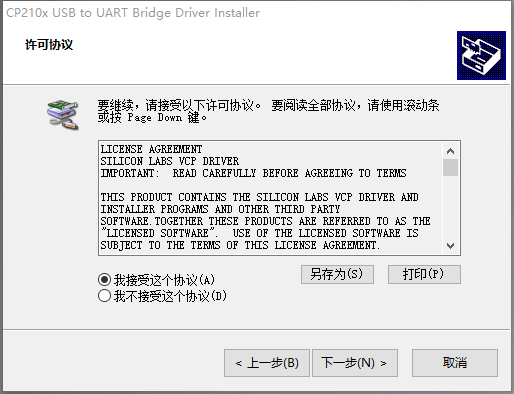 CP210x USB to UART Bridge Driver Installer
许可协议
要继续，请接受以下许可协议。 要阅读全部协议，请使用滚动条
或按 Page Down 键。
LICENSE AGREEMENT
SILICON LABS VCP DRIVER
IMPORTANT:  READ CAREFULLY BEFORE AGREEING TO TERMS
THIS PRODUCT CONTAINS THE SILICON LABS VCP DRIVER AND
INSTALLER PROGRAMS AND OTHER THIRD PARTY
SOFTWARE.TOGETHER THESE PRODUCTS ARE REFERRED TO AS THE
"LICENSED SOFTWARE".  USE OF THE LICENSED SOFTWARE IS
SUBJECT TO THE TERMS OF THIS LICENSE AGREEMENT.
我接受这个协议(A) 另存为(S) 打印(P)
我不接受这个协议(D)
< 上一步(B) 下一步(N) > 取消